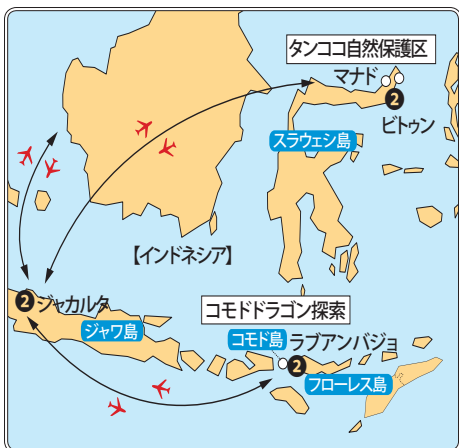 タンココ自然保護区
マナド
❷
ビトゥン
スラウェシ島
【インドネシア】
❷ジャカルタ
ジャワ島
コモドドラゴン探索
コモド島
ラブアンバジョ
❷
フローレス島